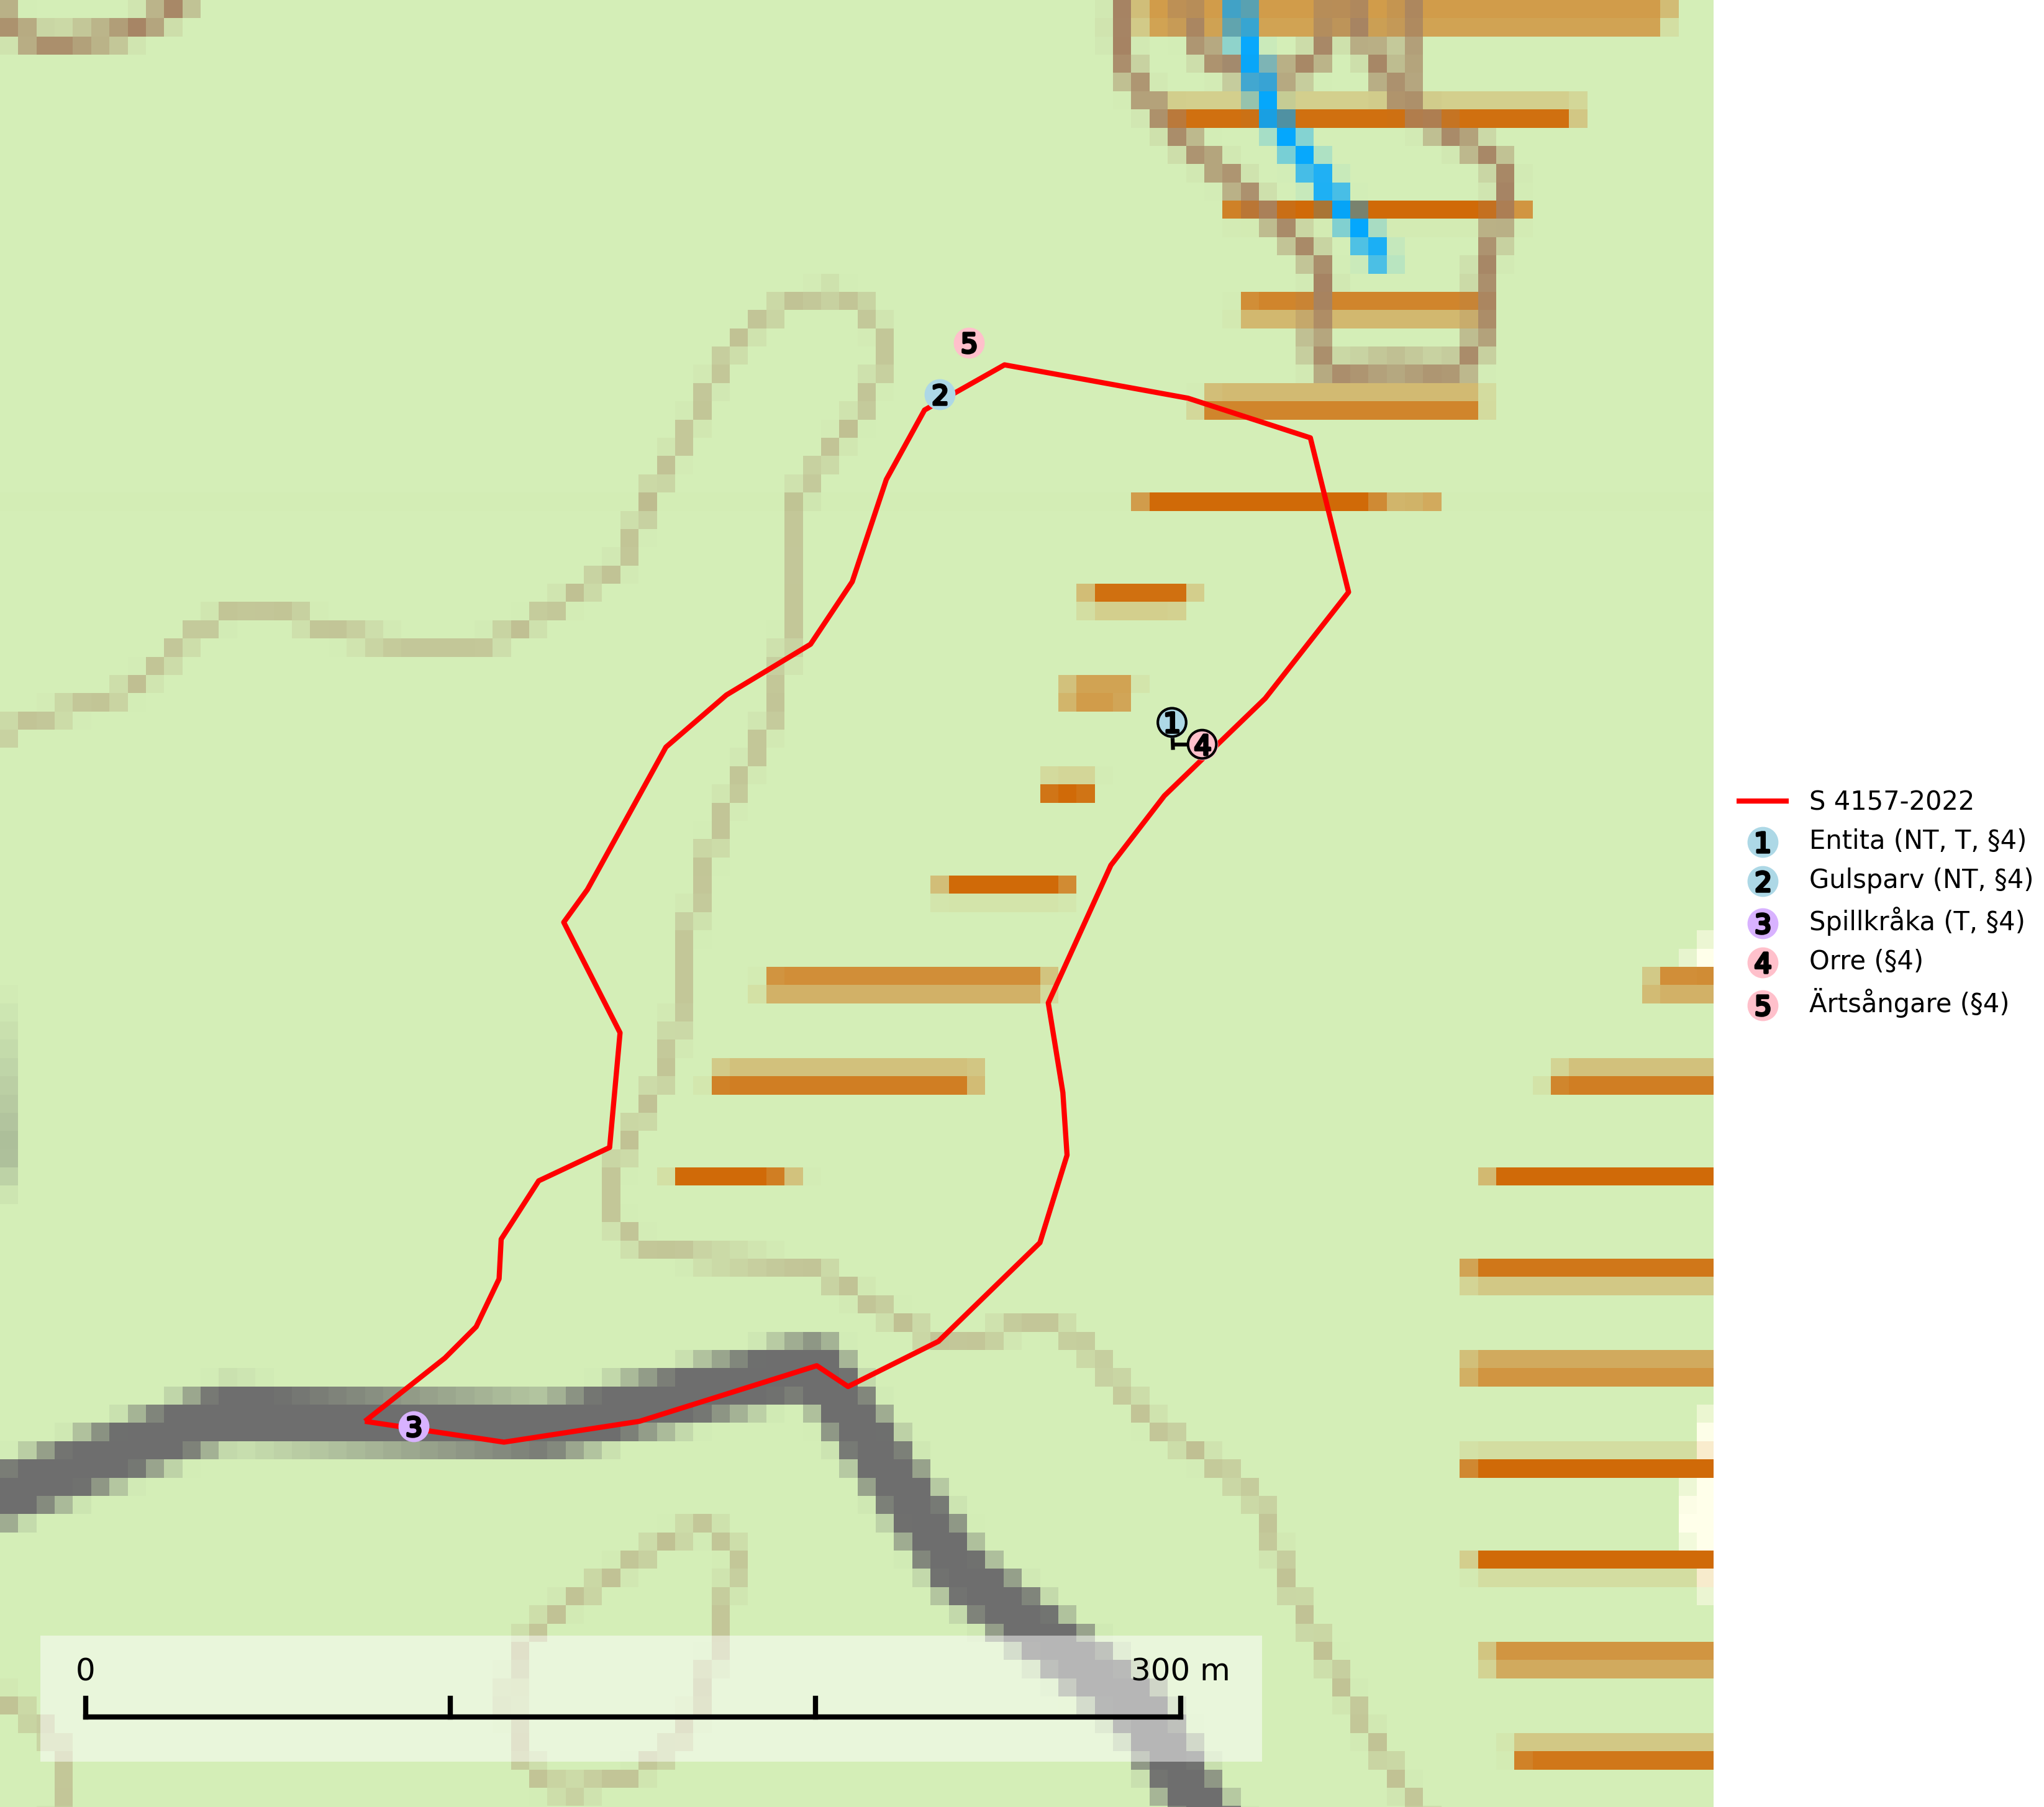 5
2
1
4
3
0
300 m
S 4157-2022
1 Entita (NT, T, §4)
2 Gulsparv (NT, §4)
3 Spillkråka (T, §4)
4 Orre (§4)
5 Ärtsångare (§4)